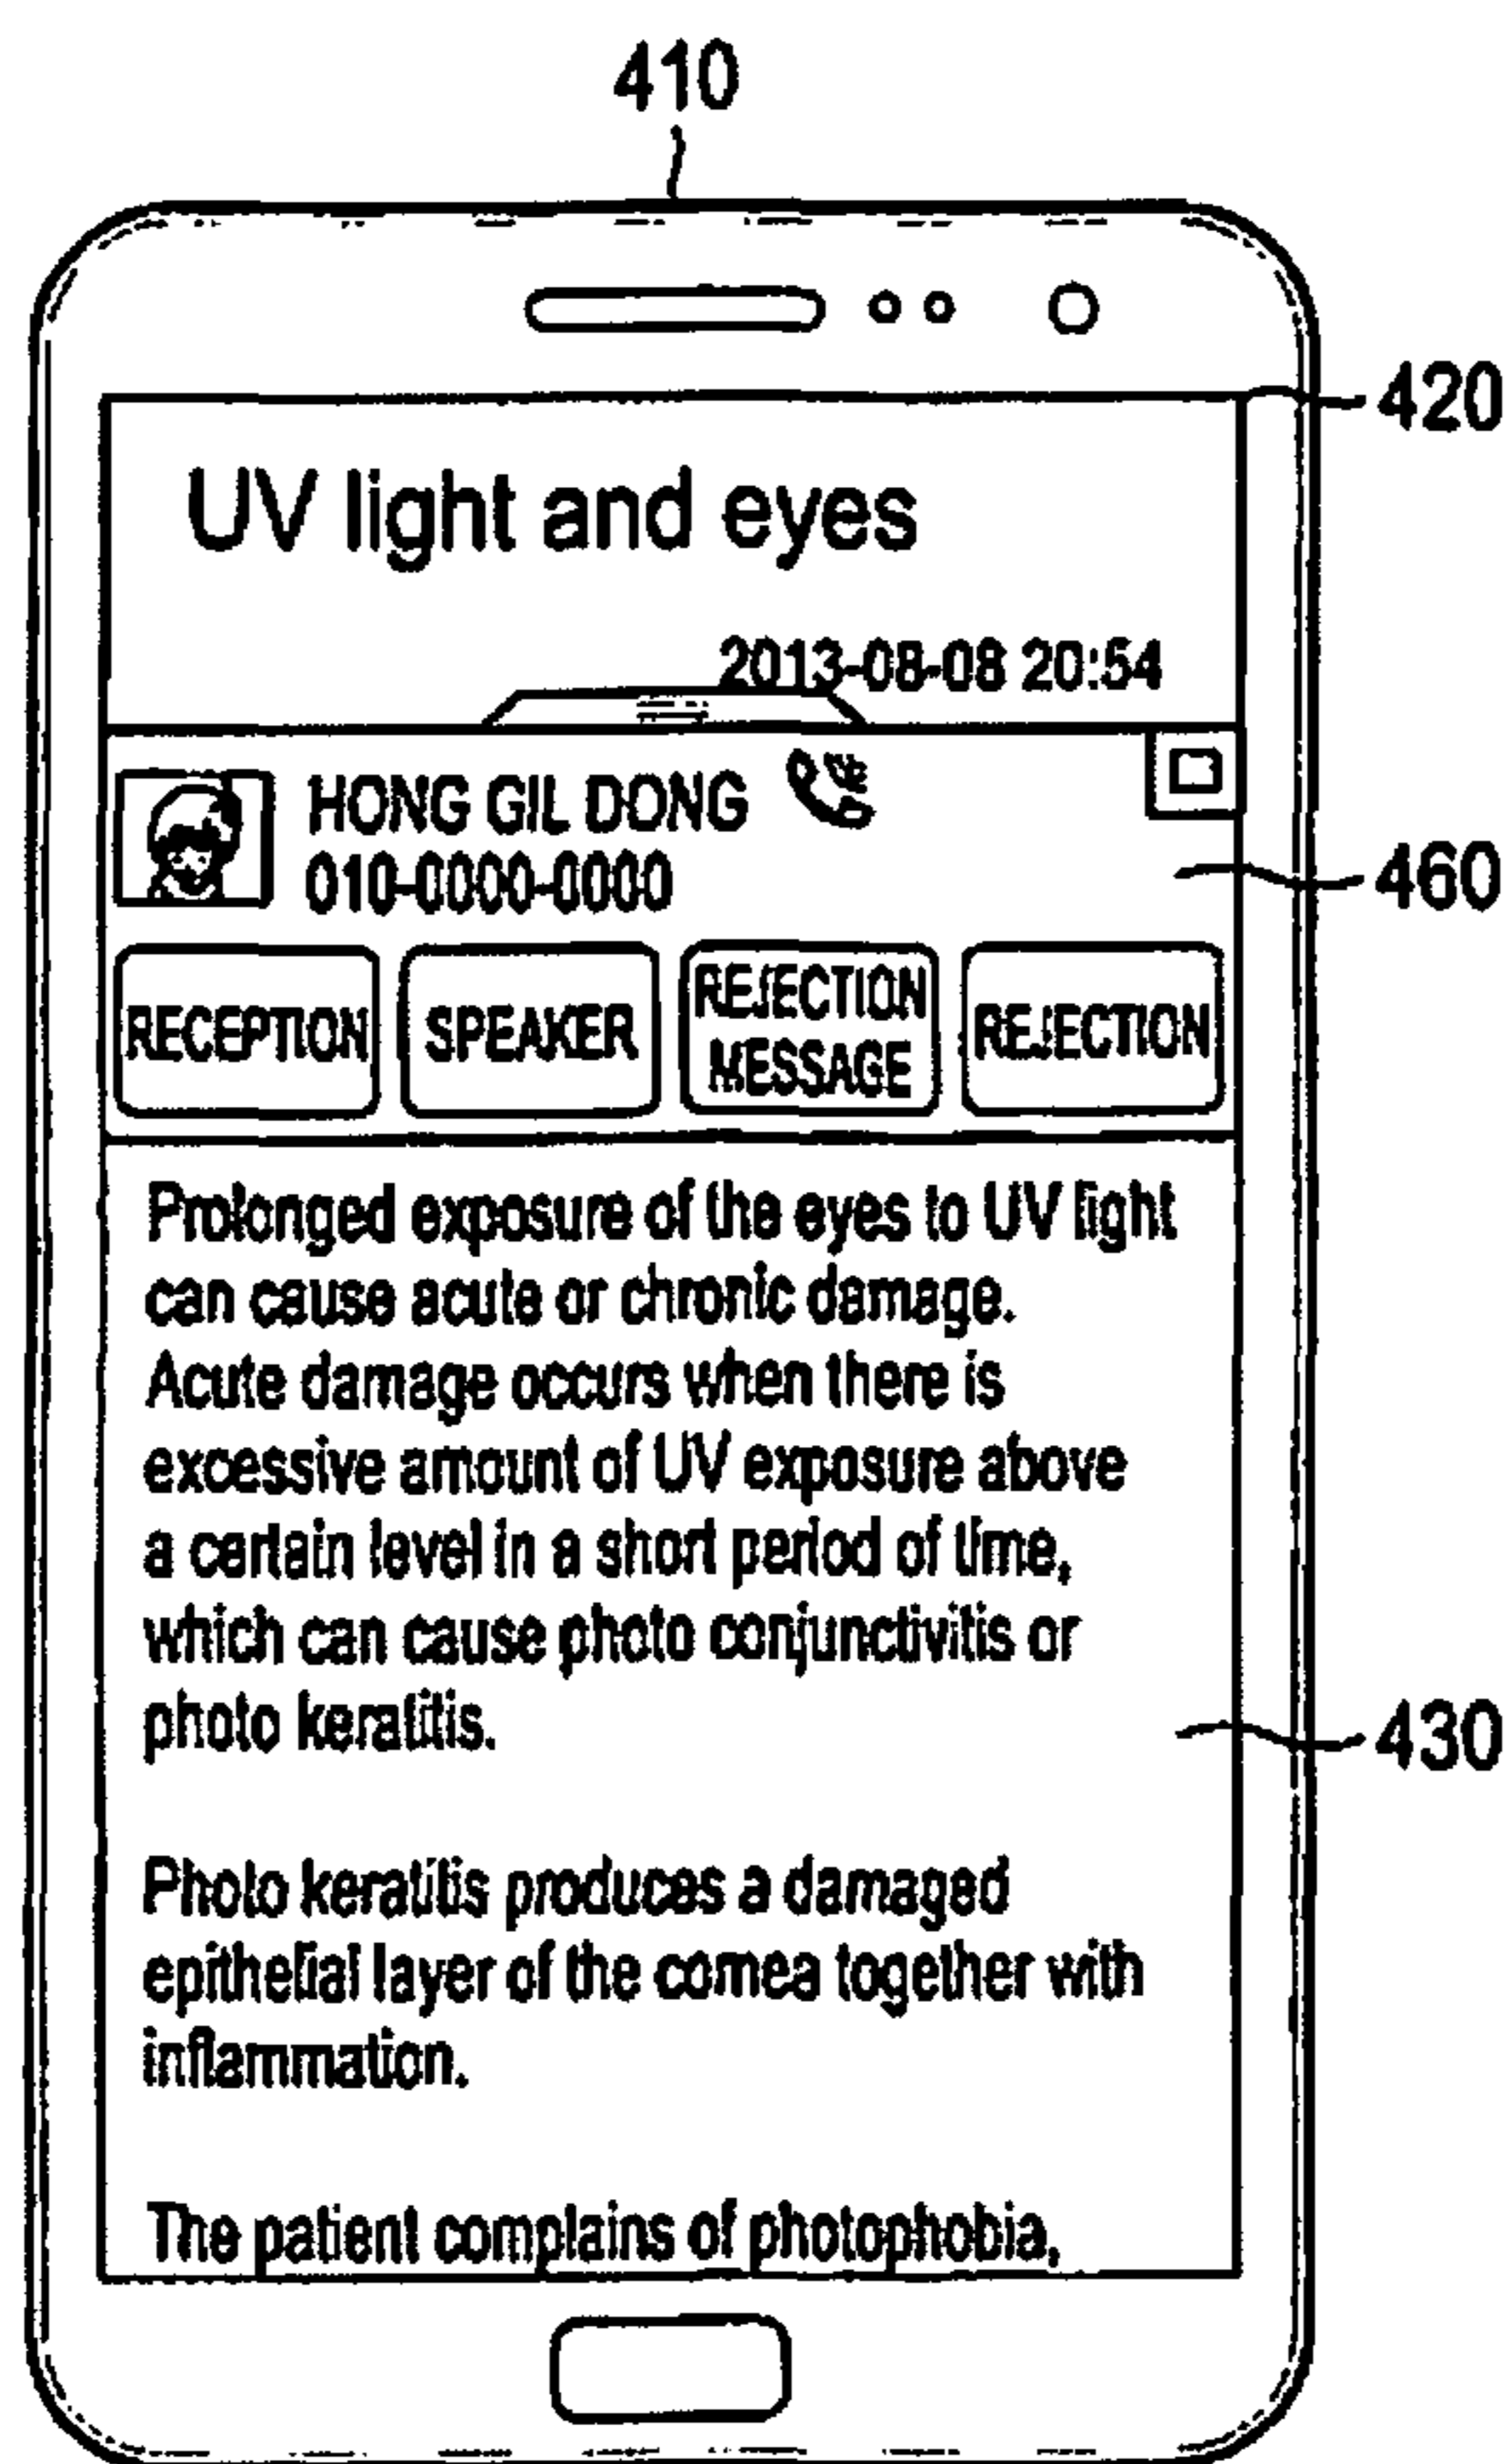 410
420
UV light and eyes
2013-08-08 20:54
HONG GIL DONG
010-0000-0000
460
RECEPTION
SPEAKER
REJECTION
MESSAGE
REJECTION
Prolonged exposure of the eyes to UV light
can cause acute or chronic damage.
Acute damage occurs when there is
excessive amount of UV exposure above
a certain level in a short period of time,
which can cause photo conjunctivitis or
photo keratitis.
430
Photo keratitis produces a damaged
epithelial layer of the cornea together with
inflammation.
The patient complains of photophobia,